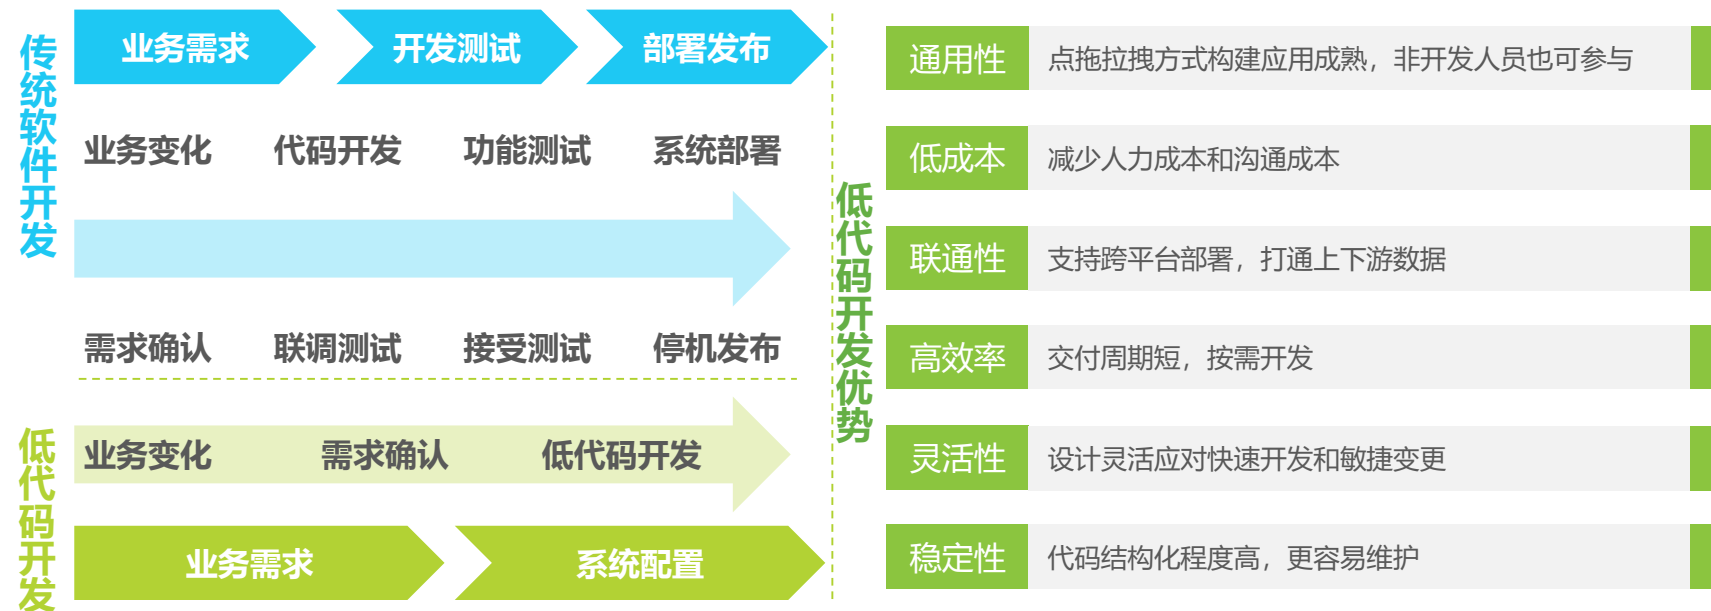 传统软件开发
业务需求
开发测试
部署发布
业务变化
代码开发
功能测试
系统部署
需求确认
联调测试
接受测试
停机发布
低代码开发
业务变化
需求确认
低代码开发
业务需求
系统配置
低代码开发优势
通用性
点拖拉拽方式构建应用成熟，非开发人员也可参与
低成本
减少人力成本和沟通成本
联通性
支持跨平台部署，打通上下游数据
高效率
交付周期短，按需开发
灵活性
设计灵活应对快速开发和敏捷变更
稳定性
代码结构化程度高，更容易维护